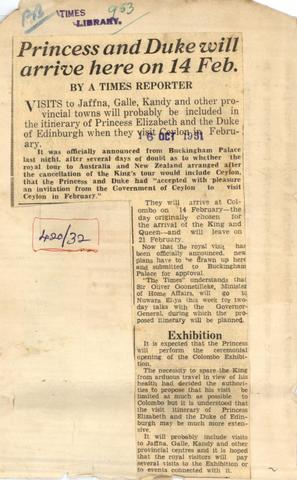 PB
963
TIMES
LIBRARY.
Princess and Duke will
arrive here on 14 Feb.
BY A TIMES REPORTER
VISITS to Jaffna, Galle, Kandy and other pro-
vincial towns will probably be included in
the itinerary of Princess Elizabeth and the Duke
of Edinburgh when they visit Ceylon in Febru-
ary.
16 OCT 1951
It was officially announced from Buckingham Palace
last night, after several days of doubt as to whether the
royal tour to Australia and New Zealand arranged after
the cancellation of the King's tour would include Ceylon,
that the Princess and Duke had "accepted with pleasure
an invitation from the Government of Ceylon to visit
Ceylon in February."
They will arrive at Col-
ombo on 14 February—the
day originally chosen for
the arrival of the King and
Queen—and will leave on
21 February.
Now that the royal visit has
been officially announced, new
plans have to be drawn up here
and submitted to Buckingham
Palace for approval.
"The Times" understands that
Sir Oliver Goonetilleke, Minister
of Home Affairs, will go to
Nuwara Eliya this week for two-
day talks with the Governor-
General, during which the pro-
posed itinerary will be planned.
420/32
Exhibition
It is expected that the Princess
will perform the ceremonial
opening of the Colombo Exhibi-
tion.
The necessity to spare the King
from arduous travel in view of his
health had decided the authori-
ties to propose that his visit be
limited as much as possible to
Colombo but it is understood that
the visit itinerary of Princess
Elizabeth and the Duke of Edin-
burgh may be much more exten-
sive.
It will probably include visits
to Jaffna, Galle, Kandy and other
provincial centres and it is hoped
that the royal visitors will pay
several visits to the Exhibition or
to events connected with it.